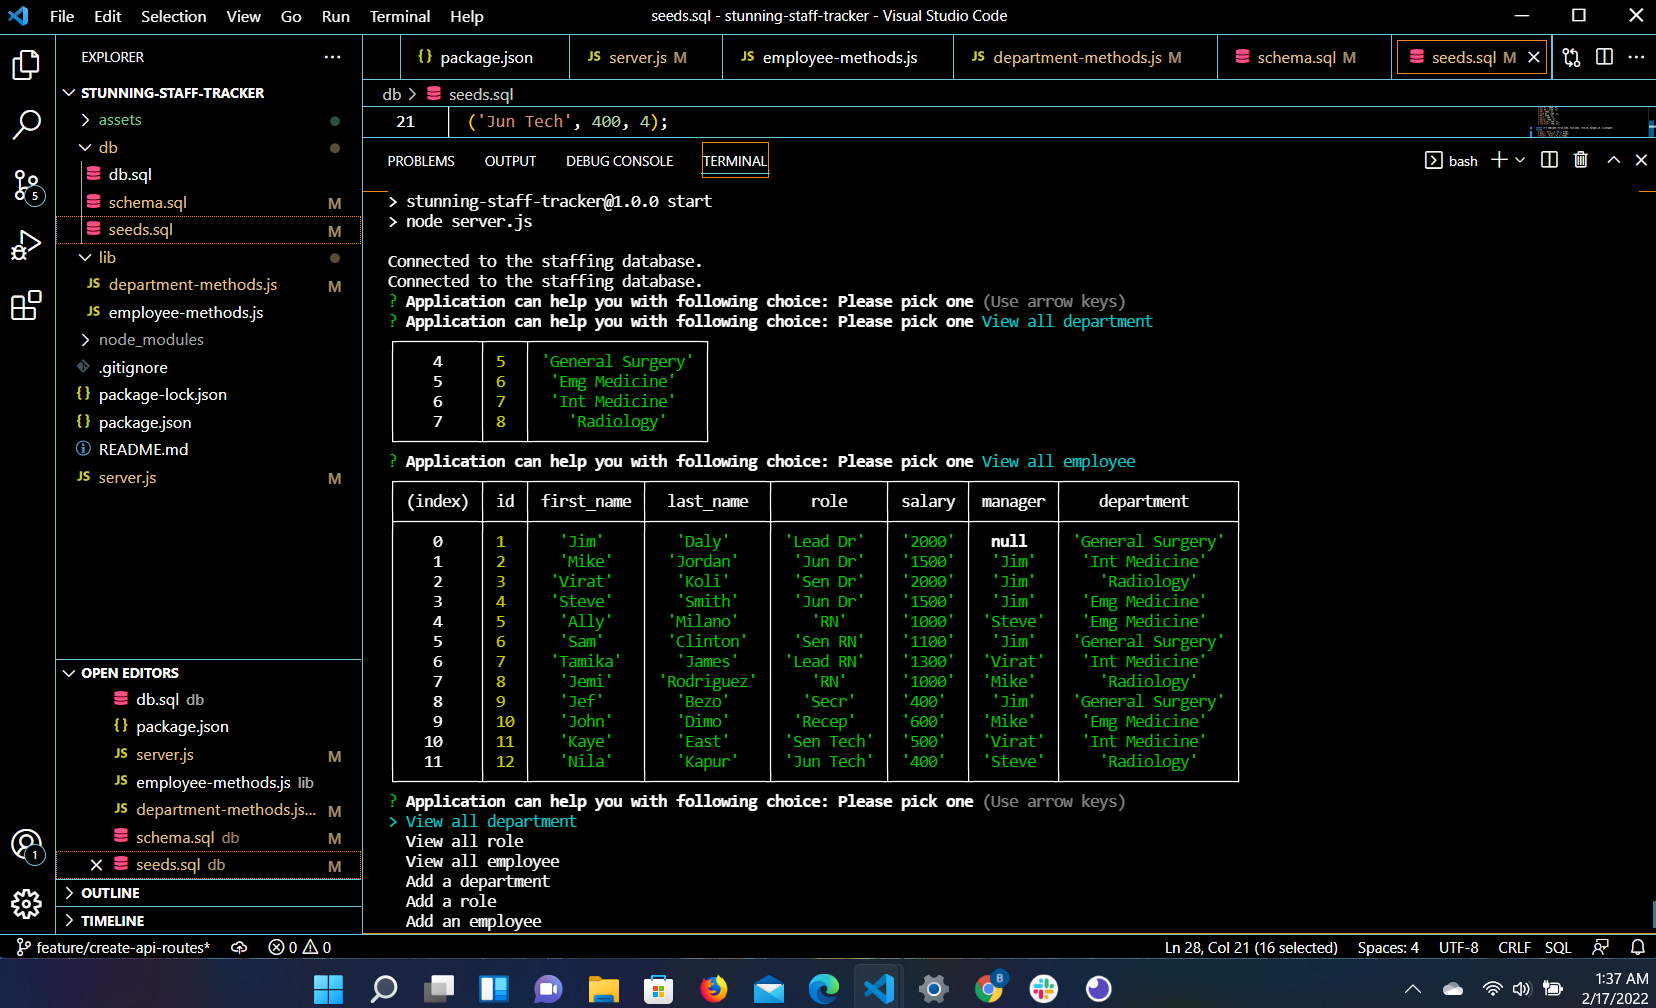 File Edit Selection View Go Run Terminal Help seeds.sql - stunning-staff-tracker - Visual Studio Code
EXPLORER
STUNNING-STAFF-TRACKER
assets
db
db.sql
schema.sql M
seeds.sql M
lib
JS department-methods.js M
JS employee-methods.js
node_modules
.gitignore
{} package-lock.json
{} package.json
README.md
JS server.js M
OPEN EDITORS
db.sql db
{} package.json
JS server.js M
JS employee-methods.js lib
JS department-methods.js... M
schema.sql db M
seeds.sql db M
OUTLINE
TIMELINE
5
1
{} package.json JS server.js M JS employee-methods.js JS department-methods.js M schema.sql M seeds.sql M
db > seeds.sql
21 ('Jun Tech', 400, 4);
PROBLEMS OUTPUT DEBUG CONSOLE TERMINAL bash
> stunning-staff-tracker@1.0.0 start
> node server.js
Connected to the staffing database.
Connected to the staffing database.
? Application can help you with following choice: Please pick one (Use arrow keys)
? Application can help you with following choice: Please pick one View all department
4 5 'General Surgery'
5 6 'Emg Medicine'
6 7 'Int Medicine'
7 8 'Radiology'
? Application can help you with following choice: Please pick one View all employee
(index) id first_name last_name role salary manager department
0 1 'Jim' 'Daly' 'Lead Dr' '2000' null 'General Surgery'
1 2 'Mike' 'Jordan' 'Jun Dr' '1500' 'Jim' 'Int Medicine'
2 3 'Virat' 'Koli' 'Sen Dr' '2000' 'Jim' 'Radiology'
3 4 'Steve' 'Smith' 'Jun Dr' '1500' 'Jim' 'Emg Medicine'
4 5 'Ally' 'Milano' 'RN' '1000' 'Steve' 'Emg Medicine'
5 6 'Sam' 'Clinton' 'Sen RN' '1100' 'Jim' 'General Surgery'
6 7 'Tamika' 'James' 'Lead RN' '1300' 'Virat' 'Int Medicine'
7 8 'Jemi' 'Rodriguez' 'RN' '1000' 'Mike' 'Radiology'
8 9 'Jef' 'Bezo' 'Secr' '400' 'Jim' 'General Surgery'
9 10 'John' 'Dimo' 'Recep' '600' 'Mike' 'Emg Medicine'
10 11 'Kaye' 'East' 'Sen Tech' '500' 'Virat' 'Int Medicine'
11 12 'Nila' 'Kapur' 'Jun Tech' '400' 'Steve' 'Radiology'
? Application can help you with following choice: Please pick one (Use arrow keys)
> View all department
View all role
View all employee
Add a department
Add a role
Add an employee
feature/create-api-routes* 0 0 Ln 28, Col 21 (16 selected) Spaces: 4 UTF-8 CRLF SQL
B
1:37 AM
2/17/2022